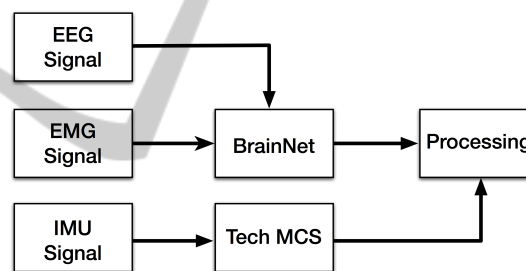 EEG
Signal
EMG
Signal
BrainNet
Processing
IMU
Signal
Tech MCS